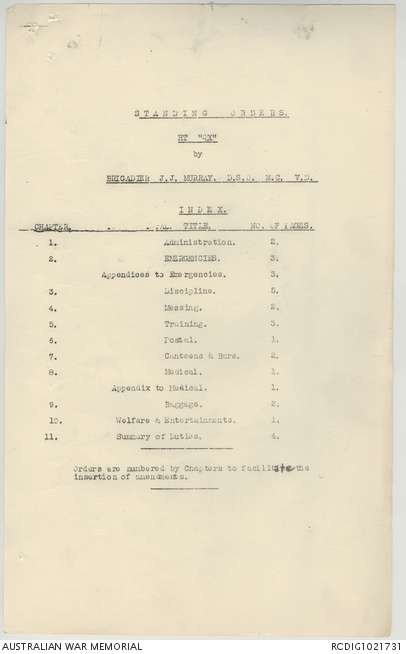 STANDING ORDERS.
HT "QX"
by
BRIGADIER J.J. MURRAY. D.S.O. M.C. V.D.
INDEX.
CHAPTER. TITLE. NO. OF PAGES.
1. Administration. 2.
2. EMERGENCIES. 3.
Appendices to Emergencies. 3.
3. Discipline. 5.
4. Messing. 2.
5. Training. 3.
6. Postal. 1.
7. Canteens & Bars. 2.
8. Medical. 1.
Appendix to Medical. 1.
9. Baggage. 2.
10. Welfare & Entertainments. 1.
11. Summary of Duties. 4.
Orders are numbered by Chapters to facilitate the
insertion of amendments.
AUSTRALIAN WAR MEMORIAL RCDIG1021731